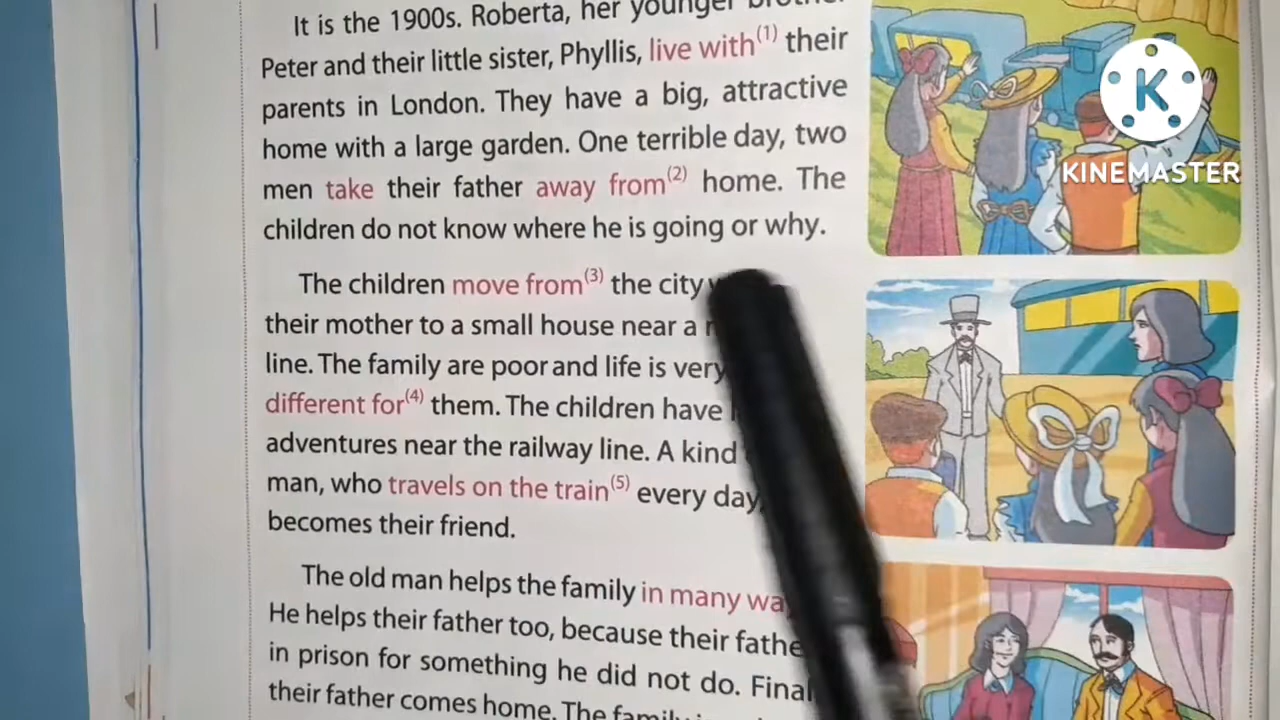 It is the 1900s. Roberta, her younger brother
Peter and their little sister, Phyllis, live with(1) their
parents in London. They have a big, attractive
home with a large garden. One terrible day, two
men take their father away from(2) home. The
children do not know where he is going or why.
The children move from(3) the city
their mother to a small house near a
line. The family are poor and life is very
different for(4) them. The children have
adventures near the railway line. A kind
man, who travels on the train(5) every day,
becomes their friend.
The old man helps the family in many
He helps their father too, because their
in prison for something he did not do.
their father comes home. The family
K
KINEMASTER